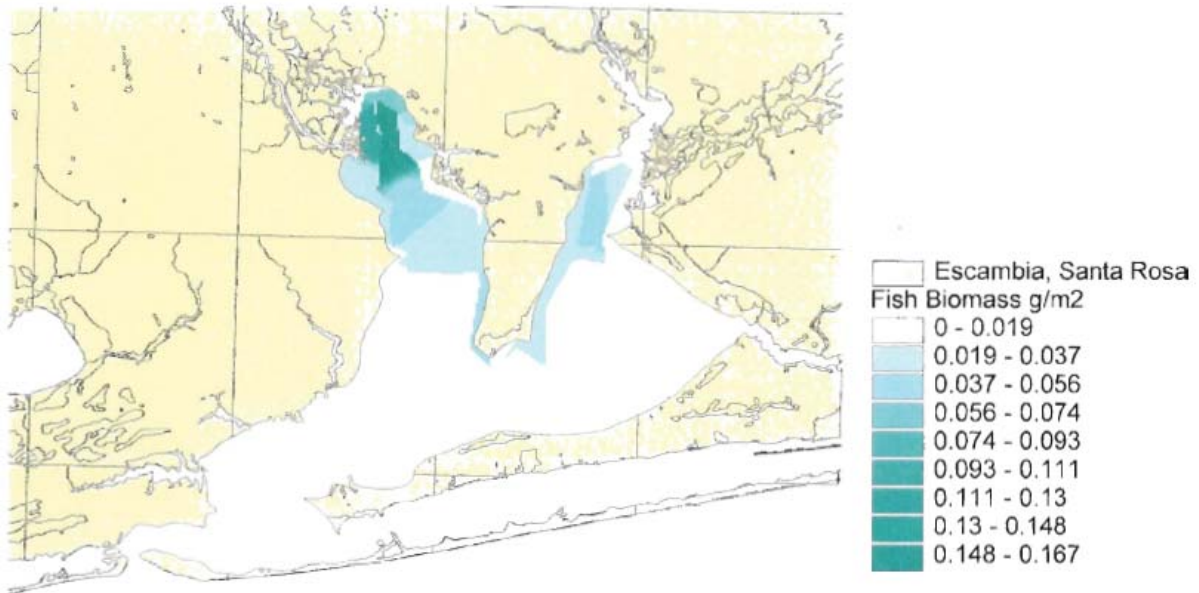 Escambia, Santa Rosa
Fish Biomass g/m2
0 - 0.019
0.019 - 0.037
0.037 - 0.056
0.056 - 0.074
0.074 - 0.093
0.093 - 0.111
0.111 - 0.13
0.13 - 0.148
0.148 - 0.167